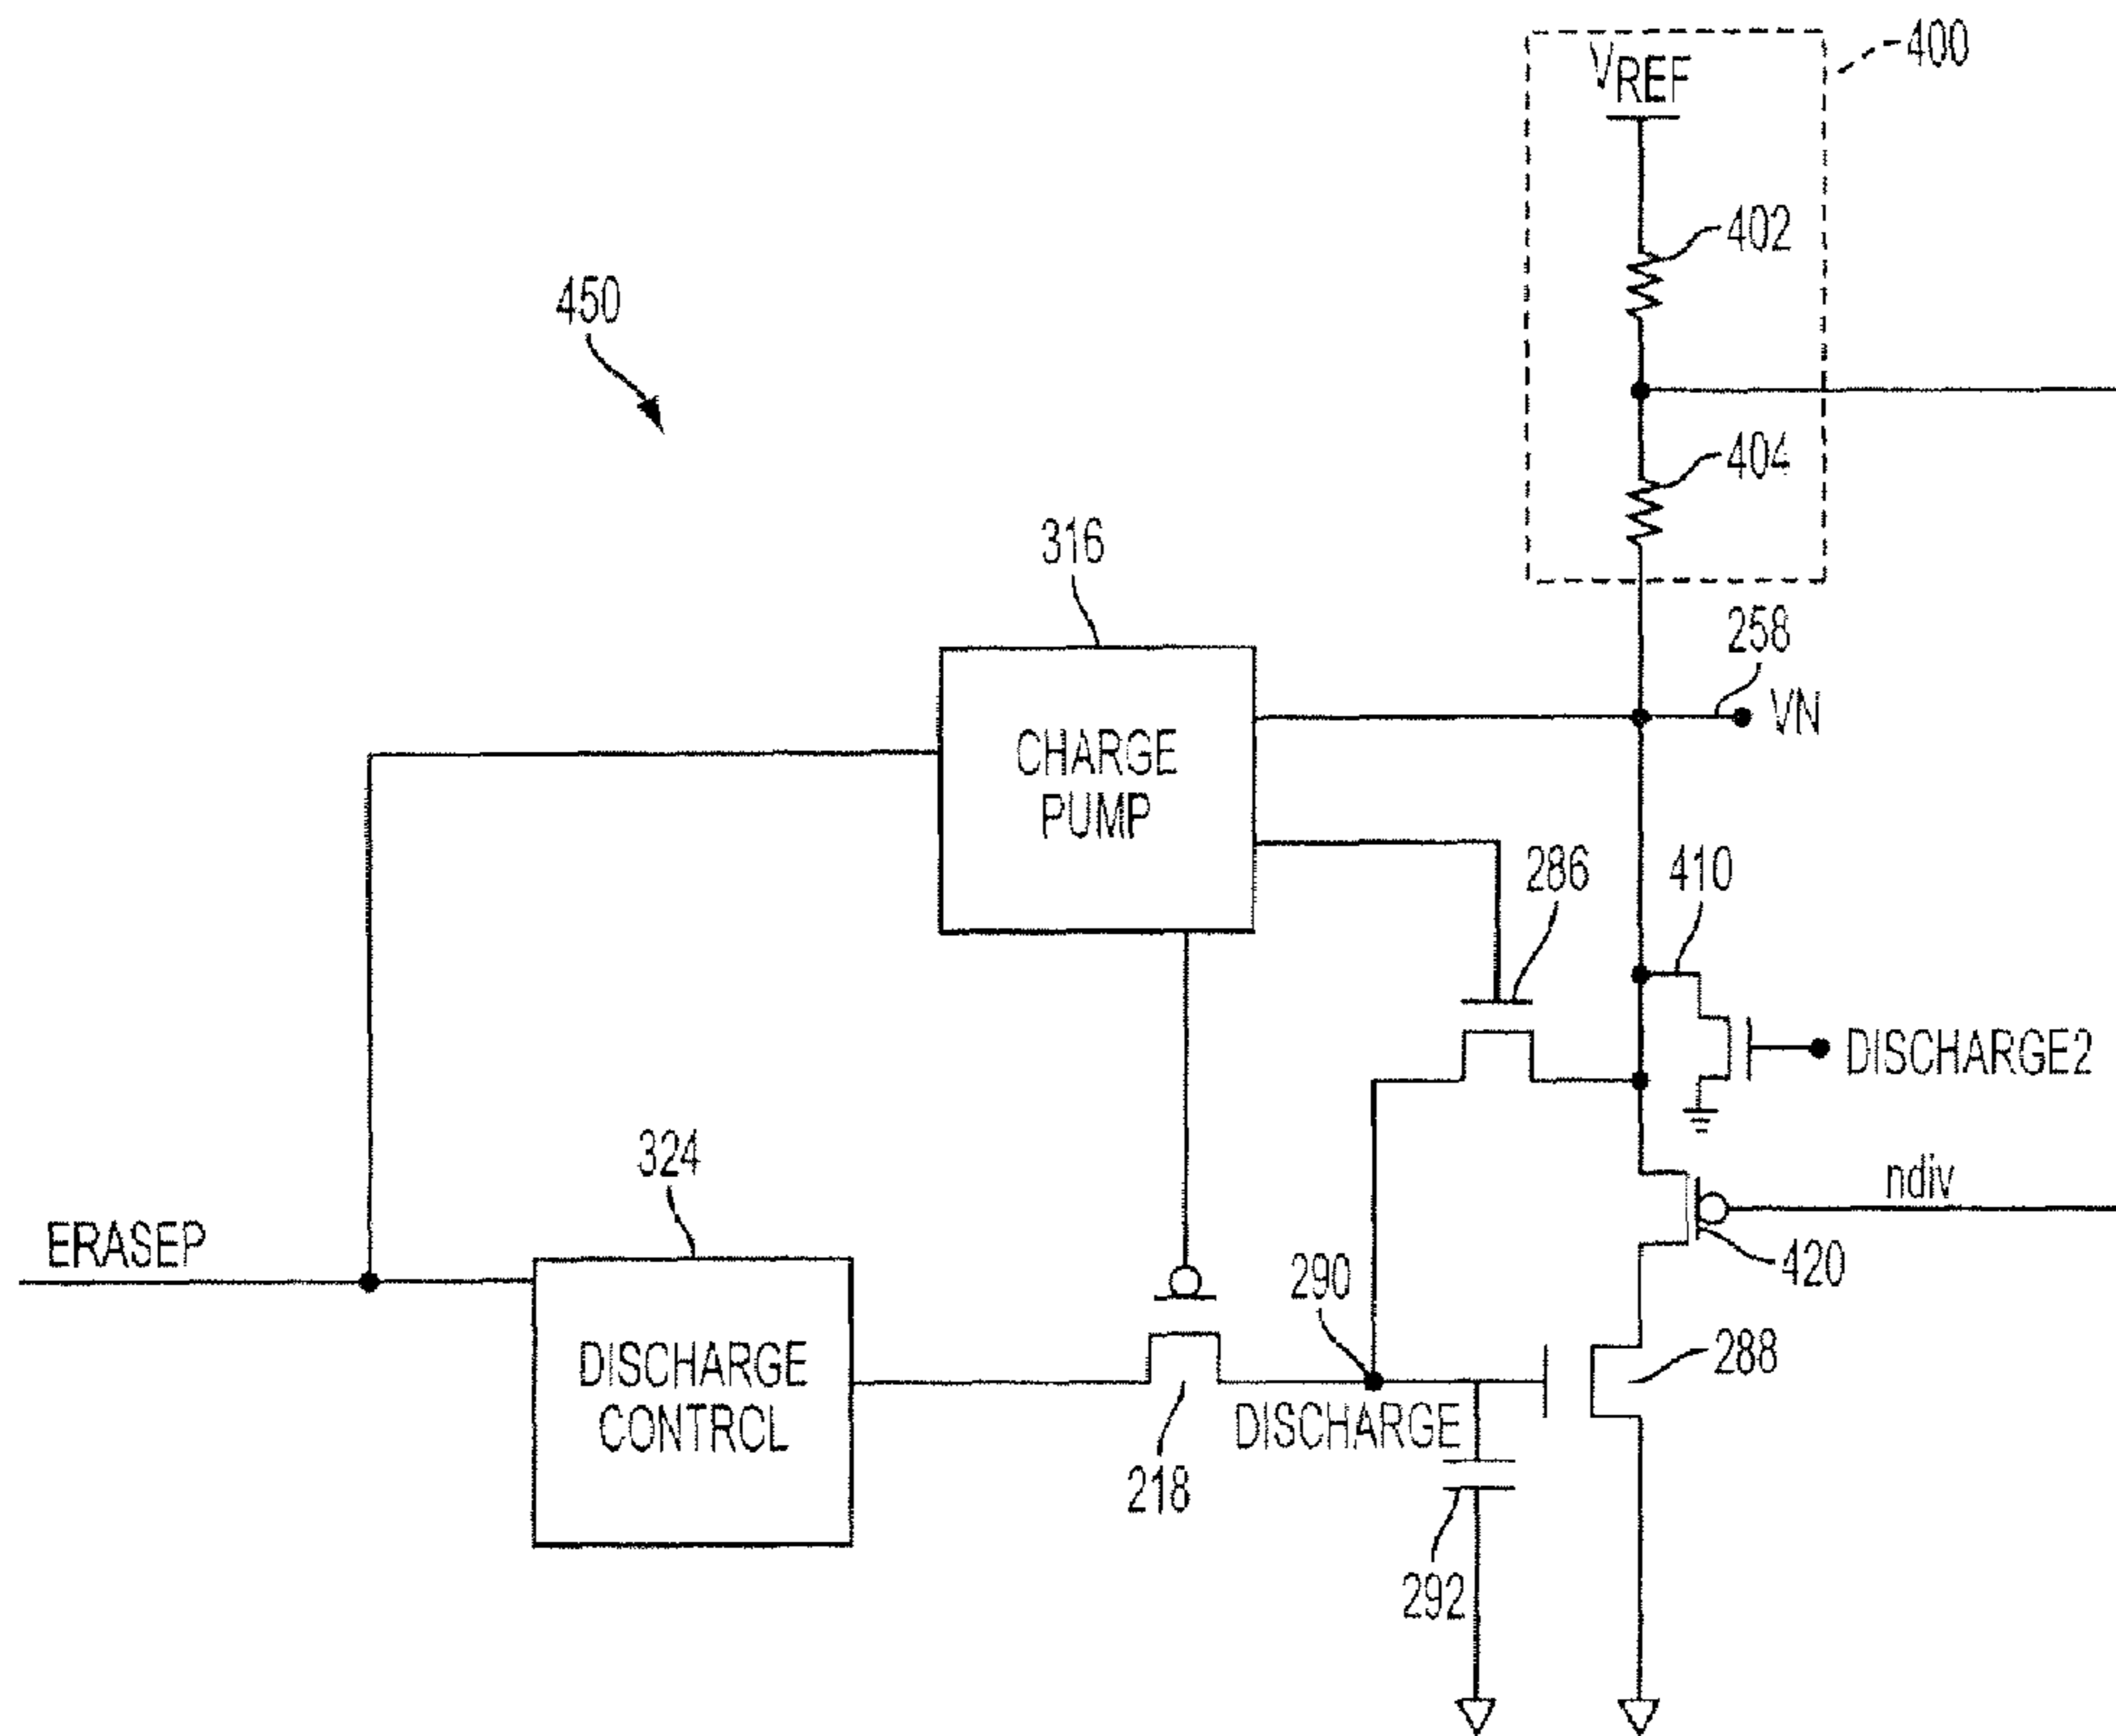 400
VREF
402
450
404
316
258
VN
CHARGE
PUMP
286
410
DISCHARGE2
324
ndiv
ERASEP
290
420
DISCHARGE
CONTROL
288
DISCHARGE
218
292